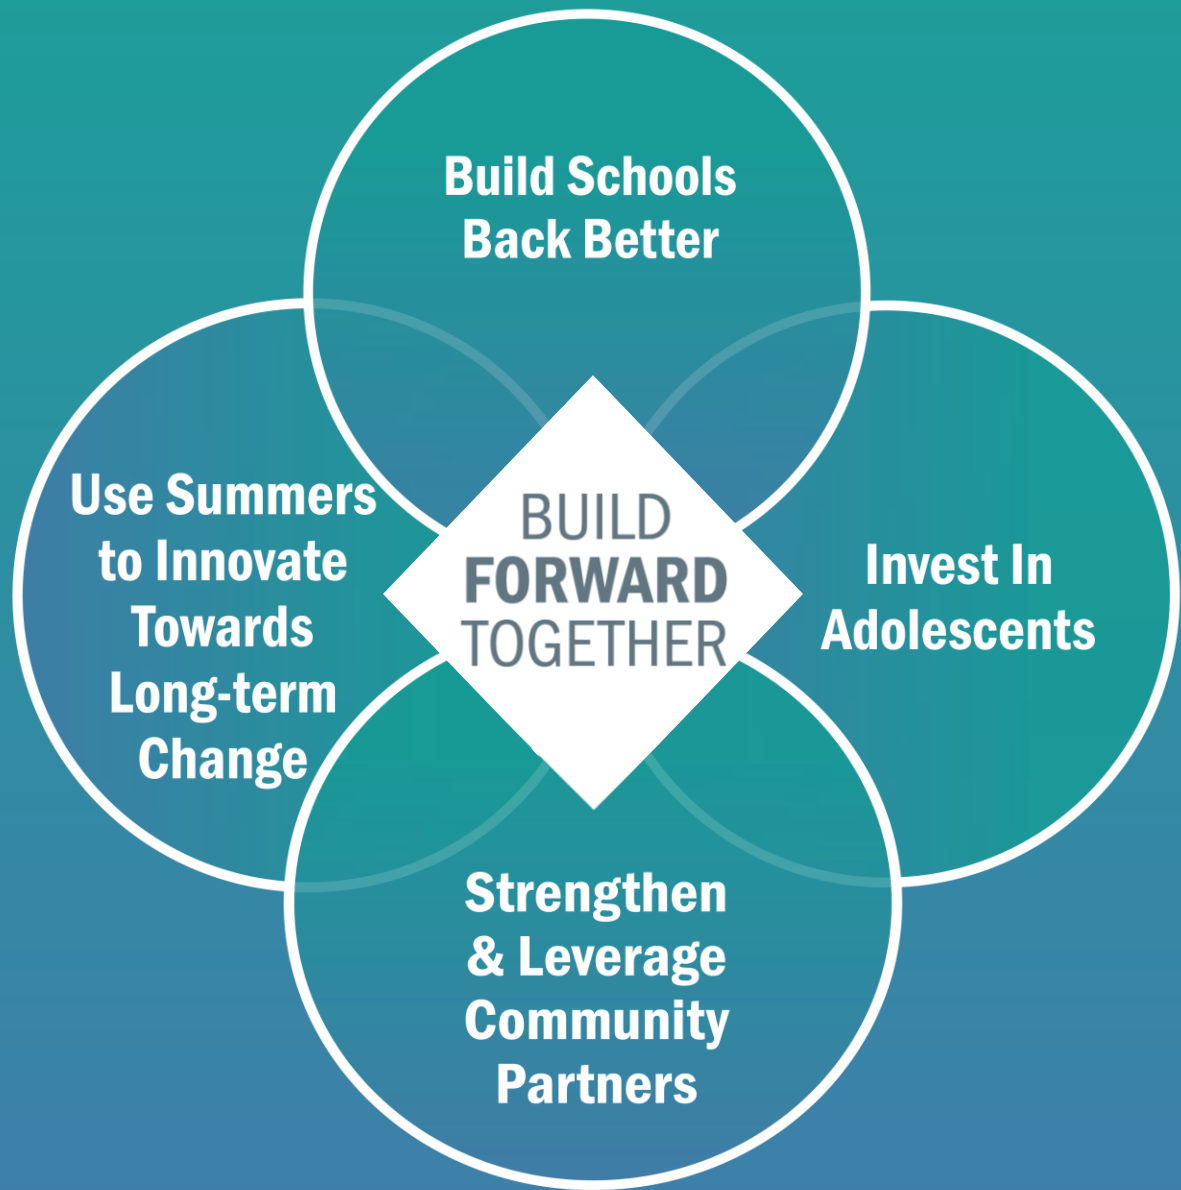 Build Schools
Back Better
Use Summers
to Innovate
Towards
Long-term
Change
BUILD
FORWARD
TOGETHER
Invest In
Adolescents
Strengthen
& Leverage
Community
Partners